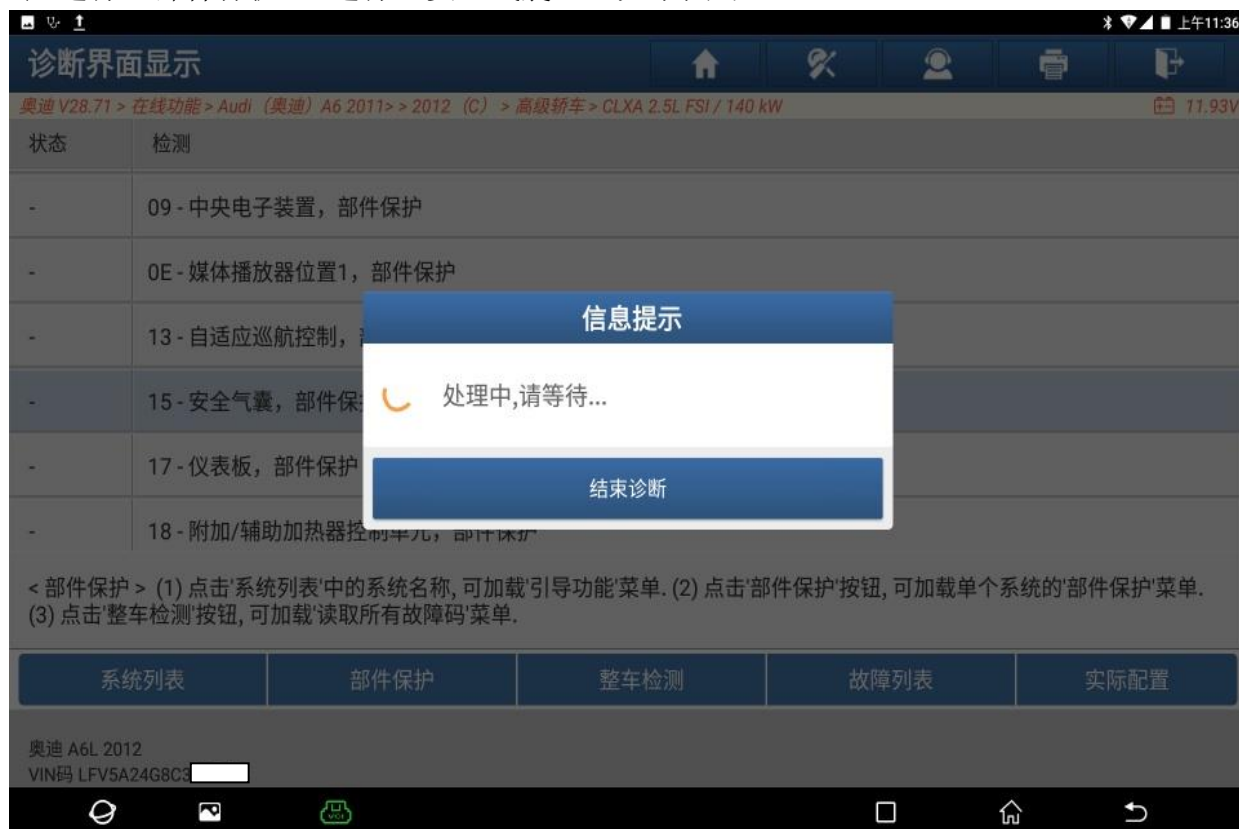 上午11:36
诊断界面显示
奥迪 V28.71 > 在线功能 > Audi（奥迪）A6 2011> > 2012（C）> 高级轿车 > CLXA 2.5L FSI / 140 kW 11.93V
状态 检测
- 09 - 中央电子装置，部件保护
- 0E - 媒体播放器位置1，部件保护
- 13 - 自适应巡航控制，
- 15 - 安全气囊，部件保
- 17 - 仪表板，部件保护
- 18 - 附加/辅助加热器控制单元，部件保护
信息提示
处理中,请等待...
结束诊断
< 部件保护 > (1) 点击'系统列表'中的系统名称, 可加载'引导功能'菜单. (2) 点击'部件保护'按钮, 可加载单个系统的'部件保护'菜单.
(3) 点击'整车检测'按钮, 可加载'读取所有故障码'菜单.
系统列表 部件保护 整车检测 故障列表 实际配置
奥迪 A6L 2012
VIN码 LFV5A24G8C3
VCI